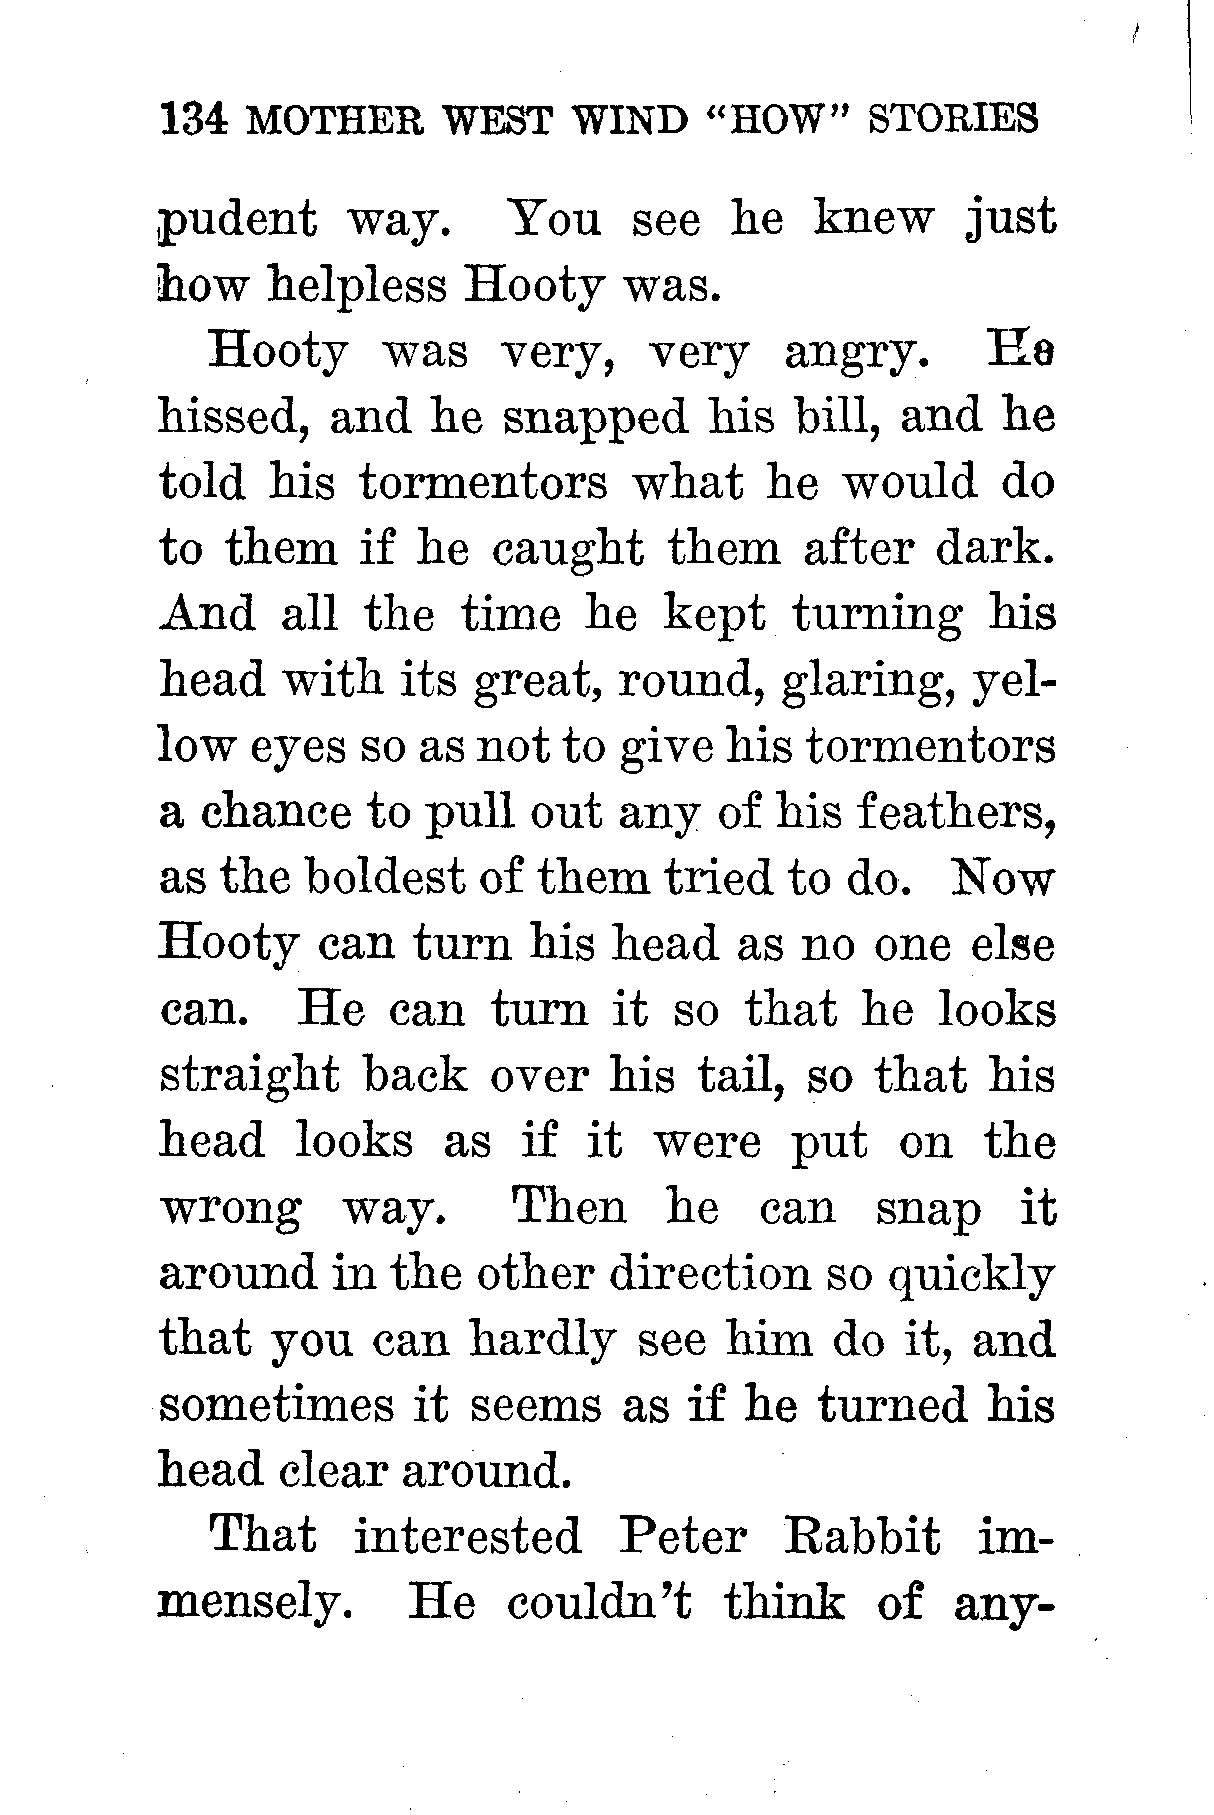 134 MOTHER WEST WIND “HOW” STORIES
pudent way. You see he knew just
how helpless Hooty was.
Hooty was very, very angry. He
hissed, and he snapped his bill, and he
told his tormentors what he would do
to them if he caught them after dark.
And all the time he kept turning his
head with its great, round, glaring, yel-
low eyes so as not to give his tormentors
a chance to pull out any of his feathers,
as the boldest of them tried to do. Now
Hooty can turn his head as no one else
can. He can turn it so that he looks
straight back over his tail, so that his
head looks as if it were put on the
wrong way. Then he can snap it
around in the other direction so quickly
that you can hardly see him do it, and
sometimes it seems as if he turned his
head clear around.
That interested Peter Rabbit im-
mensely. He couldn’t think of any-